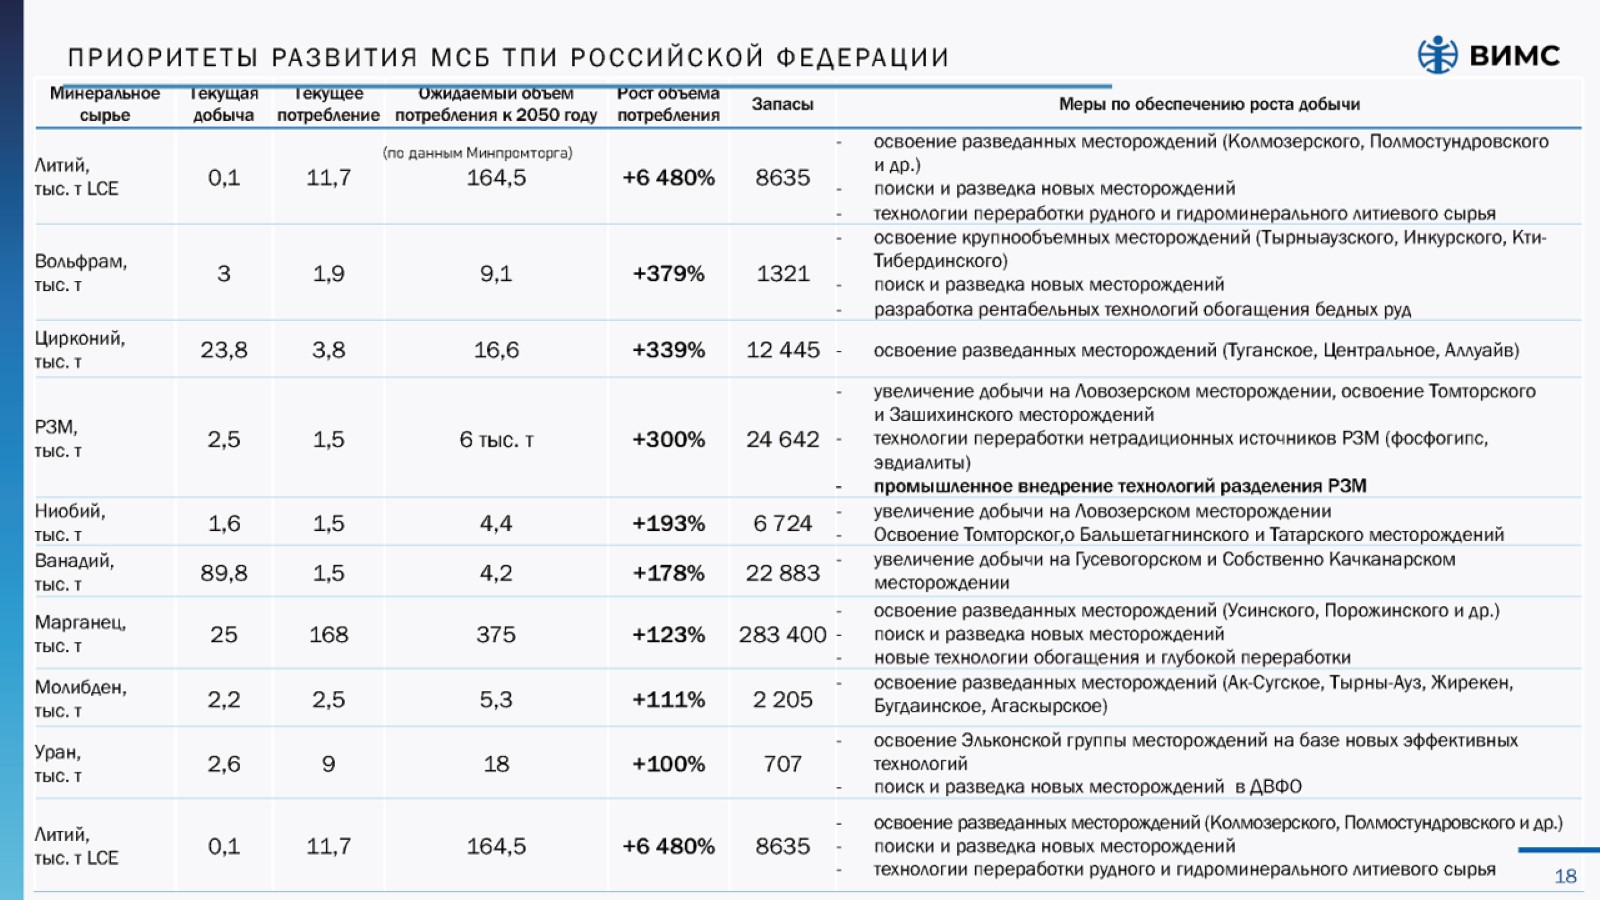 ПРИОРИТЕТЫ РАЗВИТИЯ МСБ ТПИ РОССИЙСКОЙ ФЕДЕРАЦИИ
ВИМС
Минеральное сырье
Текущая добыча
Текущее потребление
Ожидаемый объем потребления к 2050 году
Рост объема потребления
Запасы
Меры по обеспечению роста добычи
(по данным Минпромторга)
Литий,
тыс. т LCE
0,1
11,7
164,5
+6 480%
8635
- освоение разведанных месторождений (Колмозерского, Полмостундровского
и др.)
- поиски и разведка новых месторождений
- технологии переработки рудного и гидроминерального литиевого сырья
Вольфрам,
тыс. т
3
1,9
9,1
+379%
1321
- освоение крупнообъемных месторождений (Тырныаузского, Инкурского, Кти-
Тибердинского)
- поиск и разведка новых месторождений
- разработка рентабельных технологий обогащения бедных руд
Цирконий,
тыс. т
23,8
3,8
16,6
+339%
12 445
- освоение разведанных месторождений (Туганское, Центральное, Аллуайв)
РЗМ,
тыс. т
2,5
1,5
6 тыс. т
+300%
24 642
- увеличение добычи на Ловозерском месторождении, освоение Томторского
и Зашихинского месторождений
- технологии переработки нетрадиционных источников РЗМ (фосфогипс,
эвдиалиты)
- промышленное внедрение технологий разделения РЗМ
Ниобий,
тыс. т
1,6
1,5
4,4
+193%
6 724
- увеличение добычи на Ловозерском месторождении
- Освоение Томторског,о Бальшетагнинского и Татарского месторождений
Ванадий,
тыс. т
89,8
1,5
4,2
+178%
22 883
- увеличение добычи на Гусевогорском и Собственно Качканарском
месторождении
Марганец,
тыс. т
25
168
375
+123%
283 400
- освоение разведанных месторождений (Усинского, Порожинского и др.)
- поиск и разведка новых месторождений
- новые технологии обогащения и глубокой переработки
Молибден,
тыс. т
2,2
2,5
5,3
+111%
2 205
- освоение разведанных месторождений (Ак-Сугское, Тырны-Ауз, Жирекен,
Бугдаинское, Агаскырское)
Уран,
тыс. т
2,6
9
18
+100%
707
- освоение Эльконской группы месторождений на базе новых эффективных
технологий
- поиск и разведка новых месторождений в ДВФО
Литий,
тыс. т LCE
0,1
11,7
164,5
+6 480%
8635
- освоение разведанных месторождений (Колмозерского, Полмостундровского и др.)
- поиски и разведка новых месторождений
- технологии переработки рудного и гидроминерального литиевого сырья
18